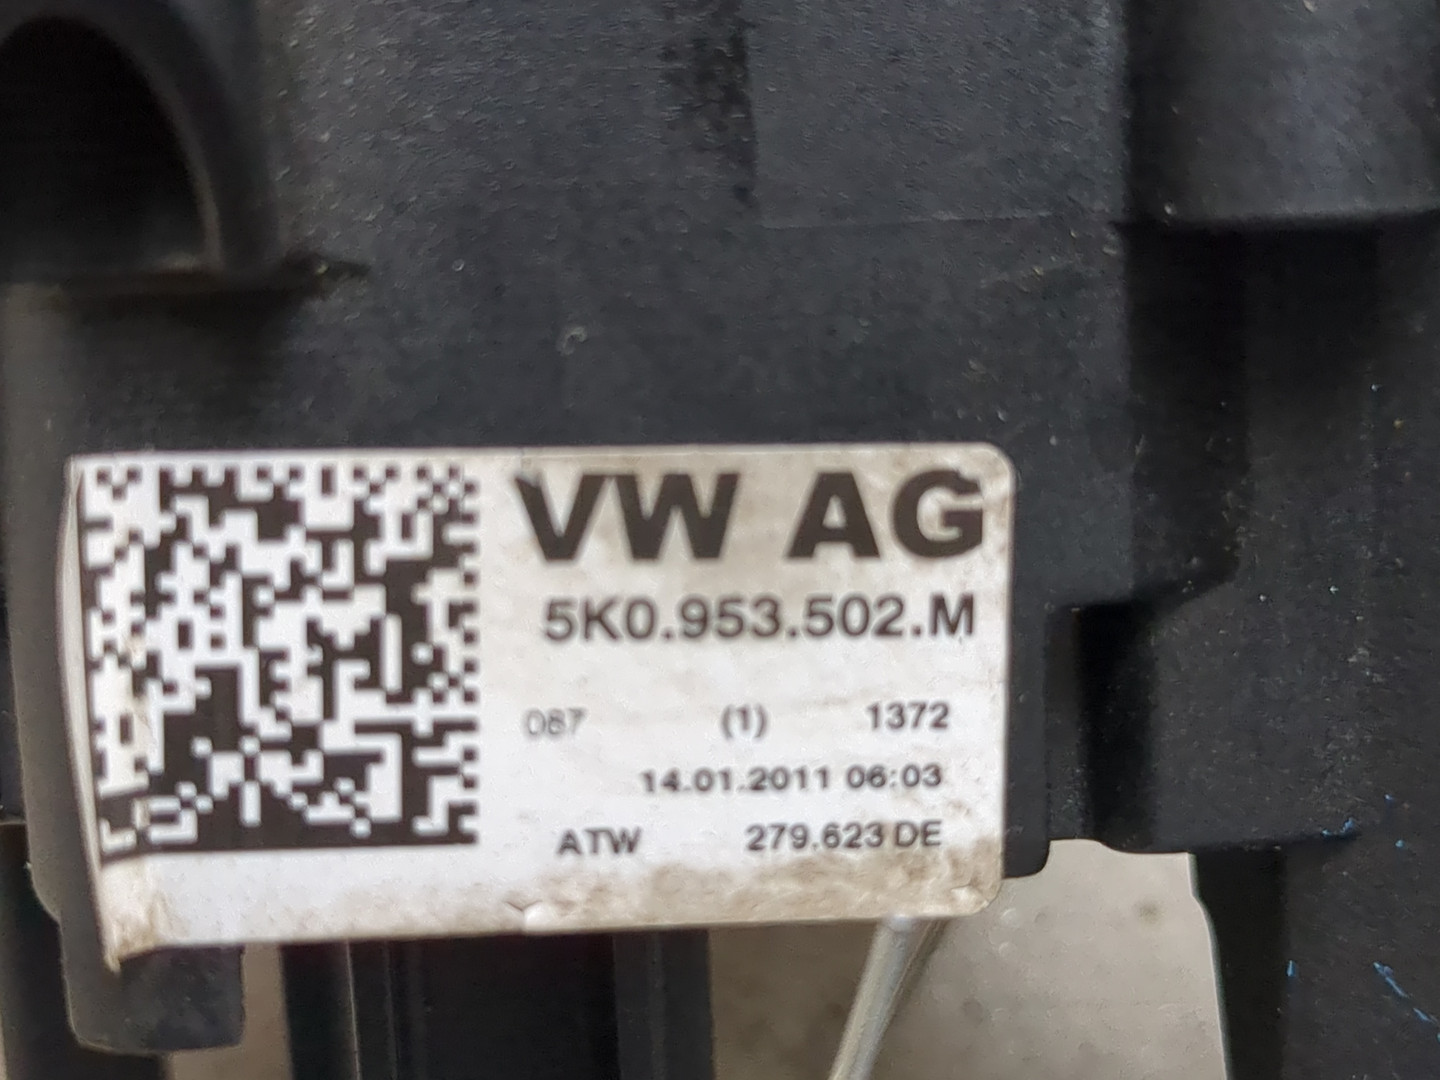 VW AG
5K0.953.502.M
087 (1) 1372
14.01.2011 06:03
ATW 279.623 DE